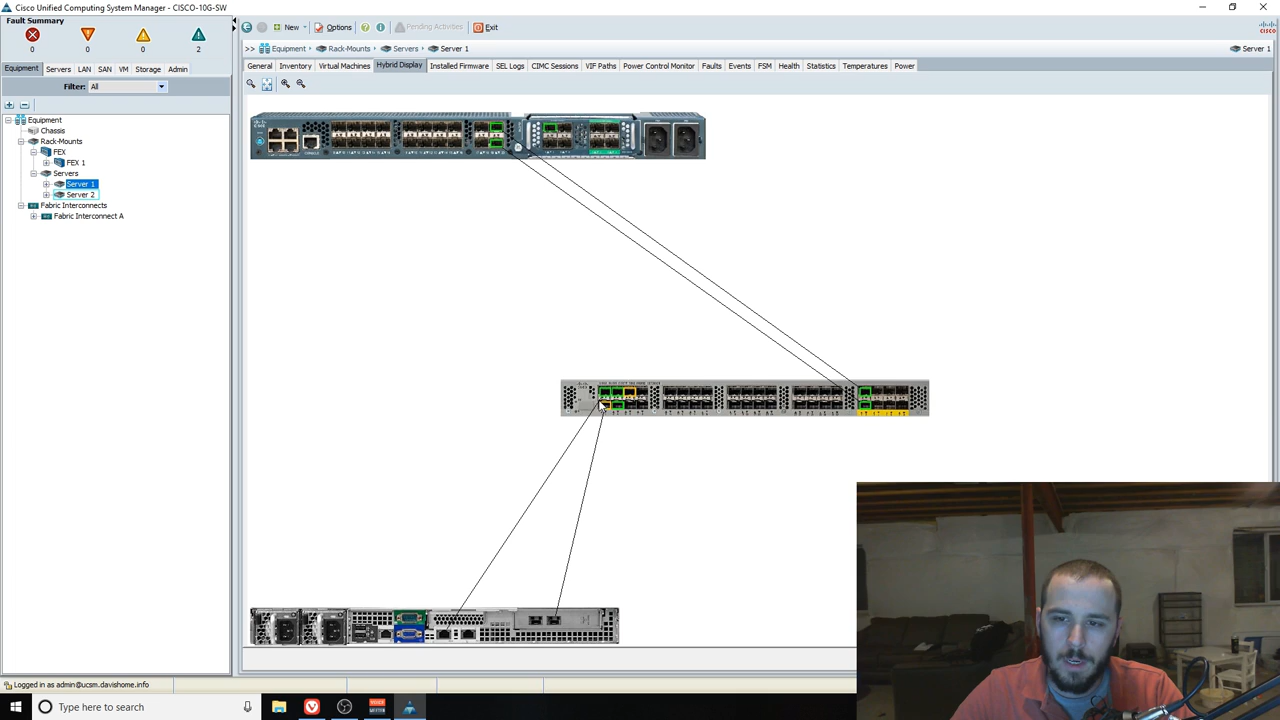 Cisco Unified Computing System Manager - CISCO-10G-SW
Fault Summary
0 0 0 2
Equipment Servers LAN SAN VM Storage Admin
Filter: All
Equipment
Chassis
Rack-Mounts
FEX
FEX 1
Servers
Server 1
Server 2
Fabric Interconnects
Fabric Interconnect A
New Options ? i Pending Activities Exit
CISCO
>> Equipment Rack-Mounts Servers Server 1 Server 1
General Inventory Virtual Machines Hybrid Display Installed Firmware SEL Logs CIMC Sessions VIF Paths Power Control Monitor Faults Events FSM Health Statistics Temperatures Power
CONSOLE
Logged in as admin@ucsm.davishome.info
Type here to search